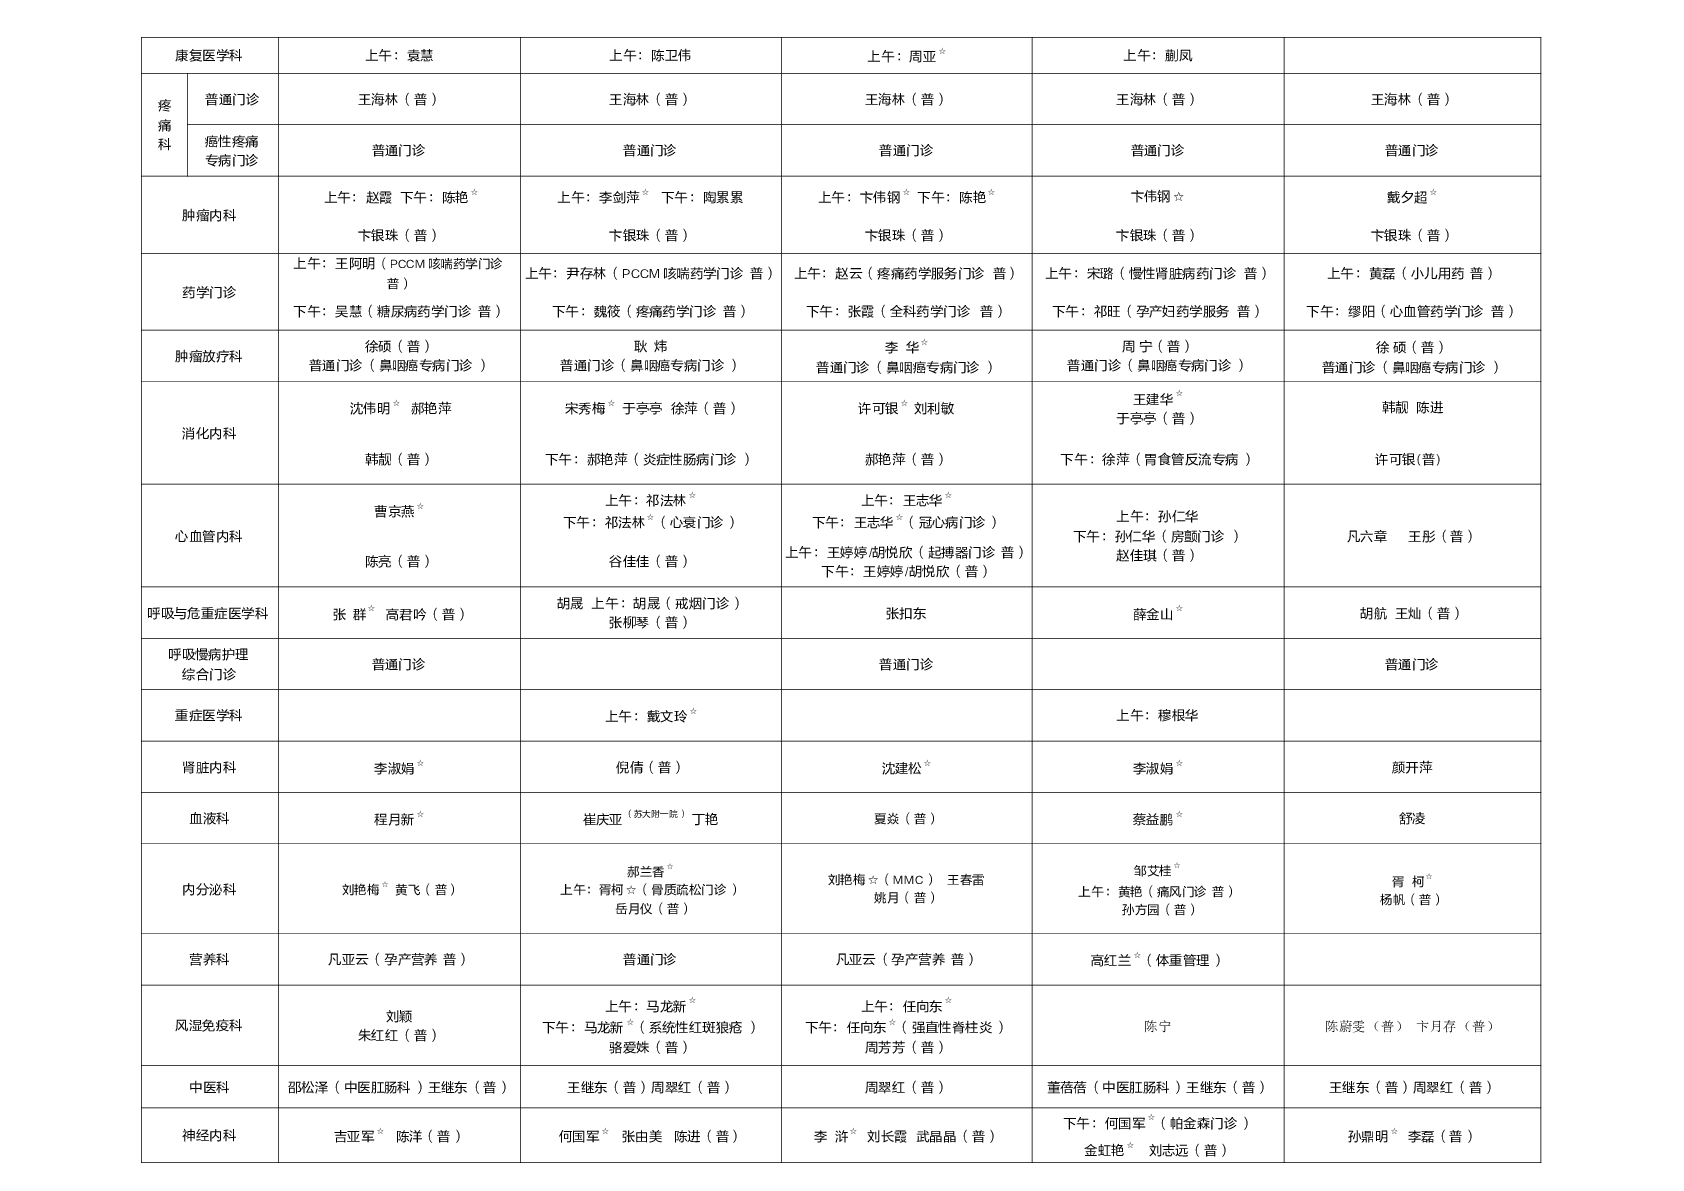 康复医学科 上午：袁慧 上午：陈卫伟 上午：周亚☆ 上午：蒯凤
疼痛科 普通门诊 王海林（普） 王海林（普） 王海林（普） 王海林（普） 王海林（普）
癌性疼痛专病门诊 普通门诊 普通门诊 普通门诊 普通门诊 普通门诊
肿瘤内科 上午：赵霞 下午：陈艳☆ 上午：李剑萍☆ 下午：陶累累 上午：卞伟钢☆ 下午：陈艳☆ 卞伟钢☆ 戴夕超☆
卞银珠（普） 卞银珠（普） 卞银珠（普） 卞银珠（普） 卞银珠（普）
药学门诊 上午：王阿明（PCCM咳喘药学门诊 普） 上午：尹存林（PCCM咳喘药学门诊 普） 上午：赵云（疼痛药学服务门诊 普） 上午：宋璐（慢性肾脏病药门诊 普） 上午：黄磊（小儿用药 普）
下午：吴慧（糖尿病药学门诊 普） 下午：魏筱（疼痛药学门诊 普） 下午：张霞（全科药学门诊 普） 下午：祁旺（孕产妇药学服务 普） 下午：缪阳（心血管药学门诊 普）
肿瘤放疗科 徐硕（普） 耿 炜 李 华☆ 周宁（普） 徐硕（普）
普通门诊（鼻咽癌专病门诊） 普通门诊（鼻咽癌专病门诊） 普通门诊（鼻咽癌专病门诊） 普通门诊（鼻咽癌专病门诊） 普通门诊（鼻咽癌专病门诊）
消化内科 沈伟明☆ 郝艳萍 宋秀梅☆ 于亭亭 徐萍（普） 许可银☆ 刘利敏 王建华☆ 于亭亭（普） 韩靓 陈进
韩靓（普） 下午：郝艳萍（炎症性肠病门诊） 郝艳萍（普） 下午：徐萍（胃食管反流专病） 许可银(普)
心血管内科
曹京燕☆
陈亮（普）
上午：祁法林☆
下午：祁法林☆（心衰门诊）
谷佳佳（普）
上午：王志华☆
下午：王志华☆（冠心病门诊）
上午：王婷婷/胡悦欣（起搏器门诊 普）
下午：王婷婷/胡悦欣（普）
上午：孙仁华
下午：孙仁华（房颤门诊）
赵佳琪（普）
凡六章 王彤（普）
呼吸与危重症医学科 张 群☆ 高君吟（普） 胡晟 上午：胡晟（戒烟门诊） 张柳琴（普） 张扣东 薛金山☆ 胡航 王灿（普）
呼吸慢病护理综合门诊 普通门诊 普通门诊 普通门诊
重症医学科 上午：戴文玲☆ 上午：穆根华
肾脏内科 李淑娟☆ 倪倩（普） 沈建松☆ 李淑娟☆ 颜开萍
血液科 程月新☆ 崔庆亚（苏大附一院）丁艳 夏焱（普） 蔡益鹏☆ 舒凌
内分泌科
刘艳梅☆ 黄飞（普）
郝兰香☆
上午：胥柯☆（骨质疏松门诊）
岳月仪（普）
刘艳梅☆（MMC） 王春雷
姚月（普）
邹艾桂☆
上午：黄艳（痛风门诊 普）
孙方园（普）
胥 柯☆
杨帆（普）
营养科 凡亚云（孕产营养 普） 普通门诊 凡亚云（孕产营养 普） 高红兰☆（体重管理）
风湿免疫科
刘颖
朱红红（普）
上午：马龙新☆
下午：马龙新☆（系统性红斑狼疮）
骆爱姝（普）
上午：任向东☆
下午：任向东☆（强直性脊柱炎）
周芳芳（普）
陈宁
陈蔚雯（普） 卞月存（普）
中医科 邵松泽（中医肛肠科）王继东（普） 王继东（普）周翠红（普） 周翠红（普） 董蓓蓓（中医肛肠科）王继东（普） 王继东（普）周翠红（普）
神经内科 吉亚军☆ 陈洋（普） 何国军☆ 张由美 陈进（普） 李 浒☆ 刘长霞 武晶晶（普） 下午：何国军☆（帕金森门诊） 金虹艳☆ 刘志远（普） 孙鼎明☆ 李磊（普）